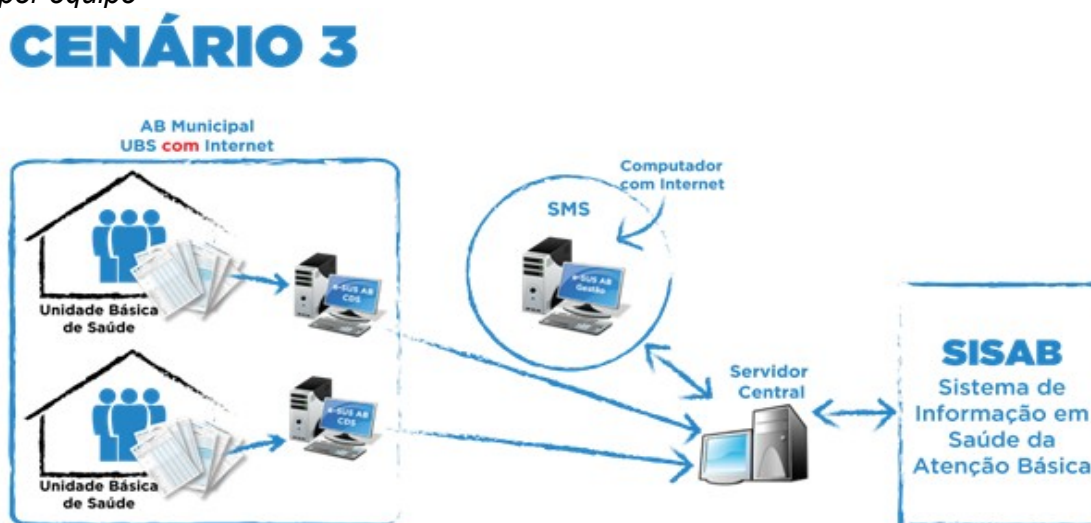 por equipe
CENÁRIO 3
AB Municipal
UBS com Internet
Unidade Básica
de Saúde
e-SUS AB
CDS
Unidade Básica
de Saúde
e-SUS AB
CDS
Computador
com Internet
SMS
e-SUS AB
Gestão
Servidor
Central
SISAB
Sistema de
Informação em
Saúde da
Atenção Básica